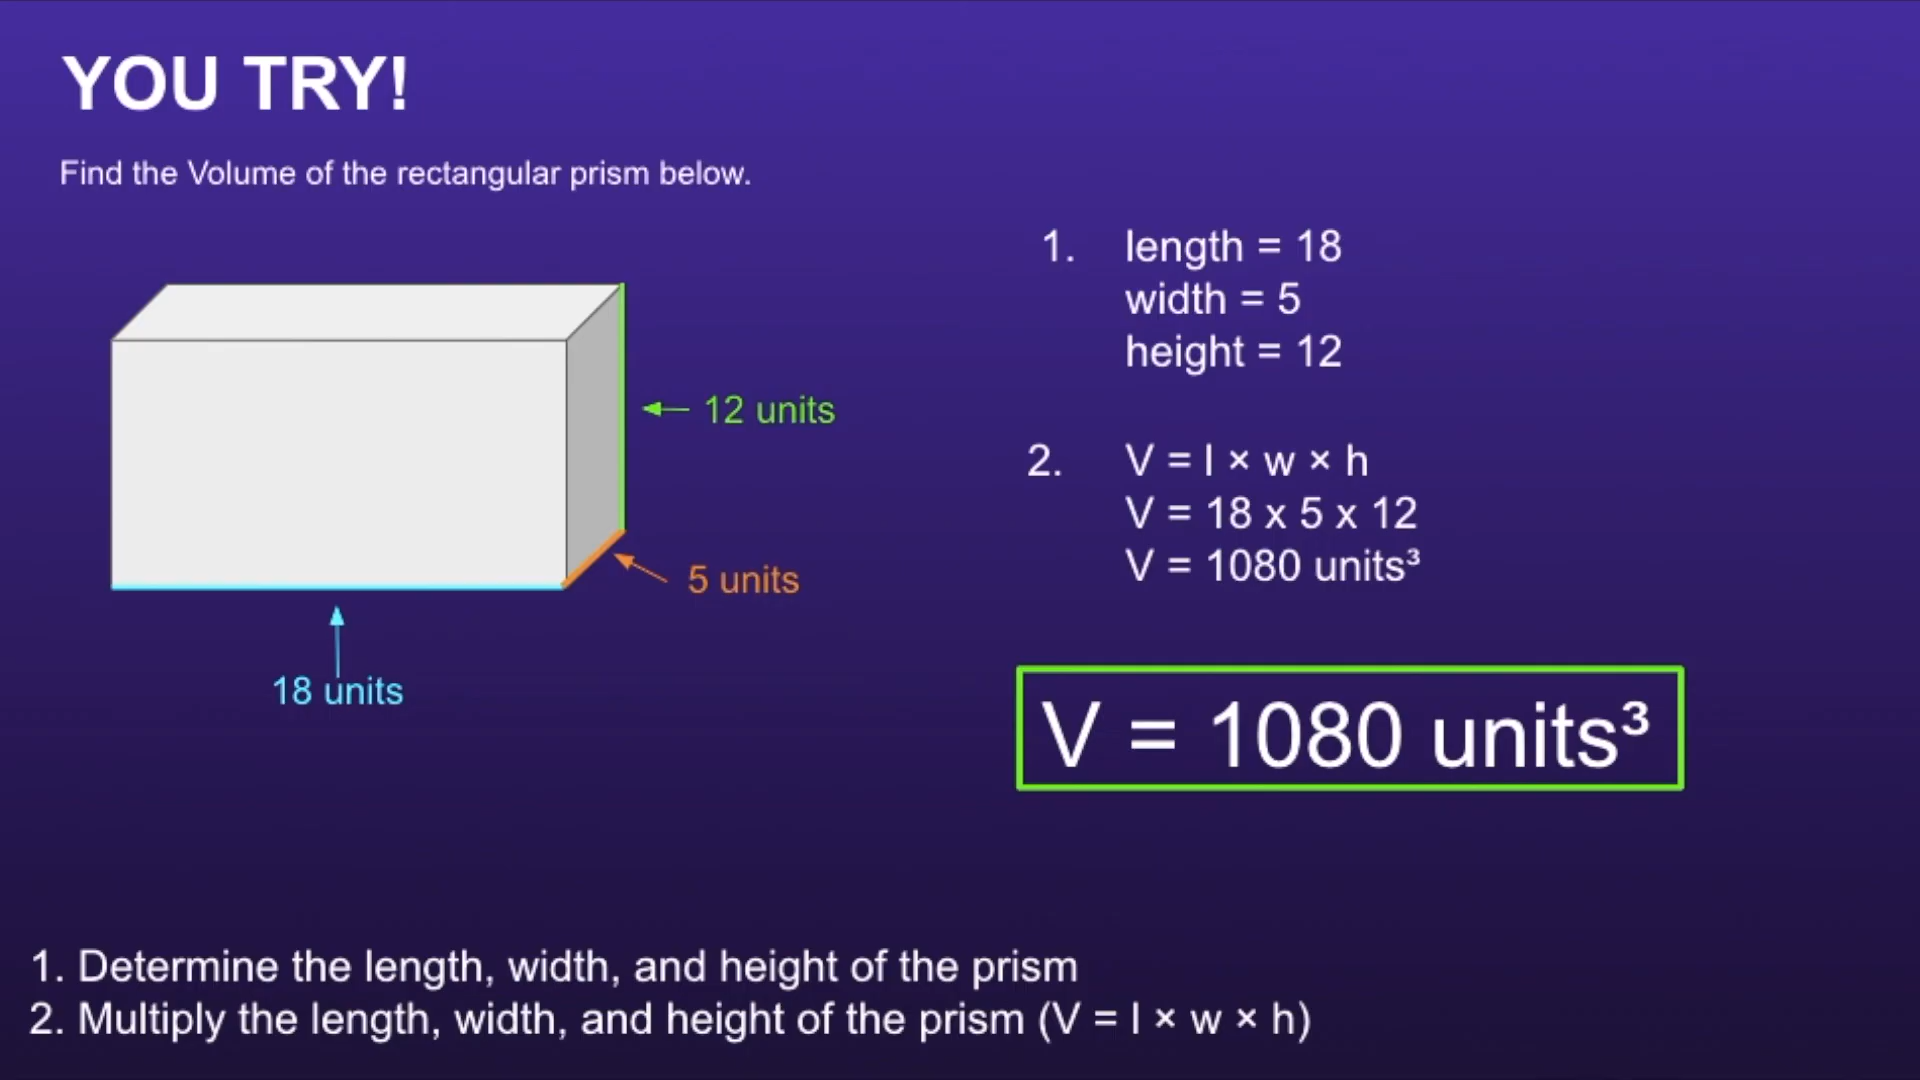 YOU TRY!
Find the Volume of the rectangular prism below.
1. length = 18
width = 5
height = 12
12 units
5 units
18 units
2. V = l × w × h
V = 18 x 5 x 12
V = 1080 units³
V = 1080 units³
1. Determine the length, width, and height of the prism
2. Multiply the length, width, and height of the prism (V = l × w × h)